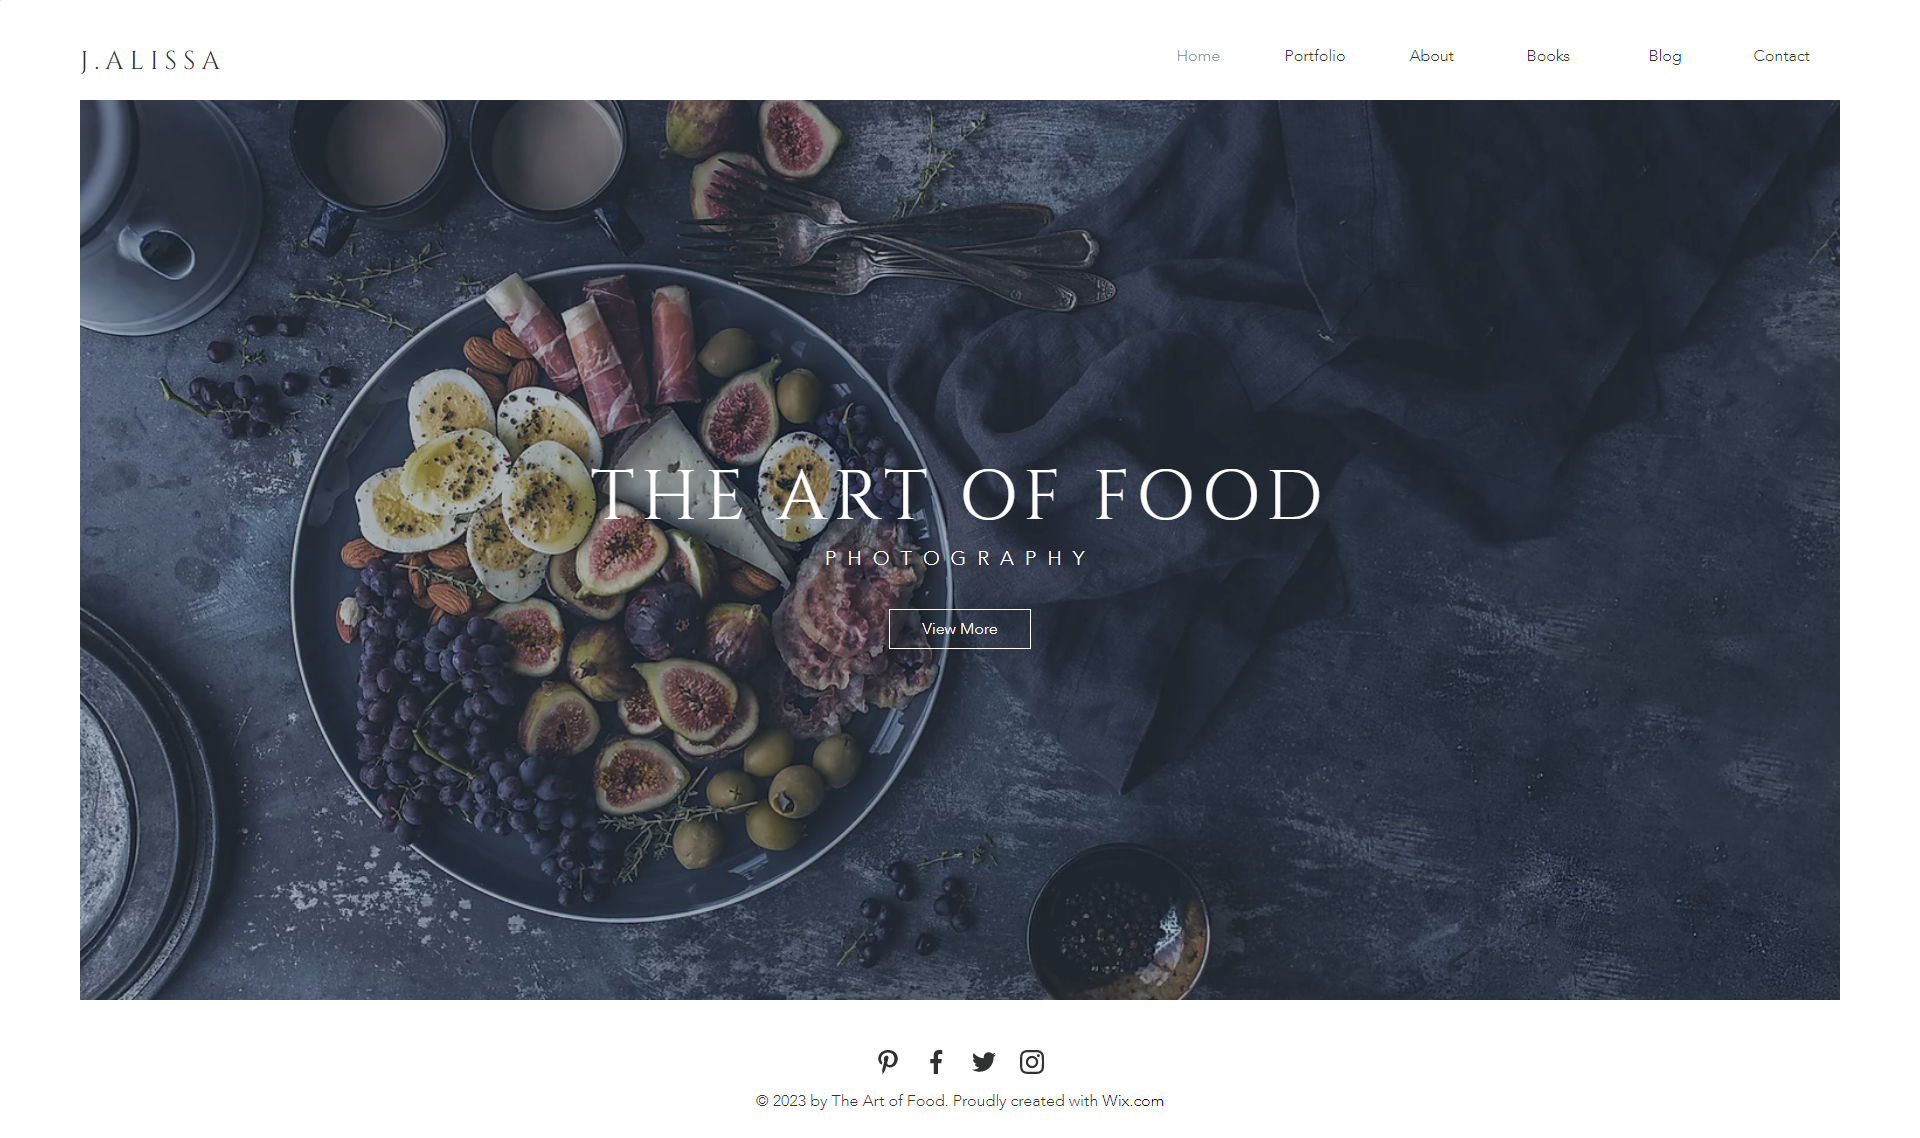 J.ALISSA
Home Portfolio About Books Blog Contact
THE ART OF FOOD
PHOTOGRAPHY
View More
© 2023 by The Art of Food. Proudly created with Wix.com